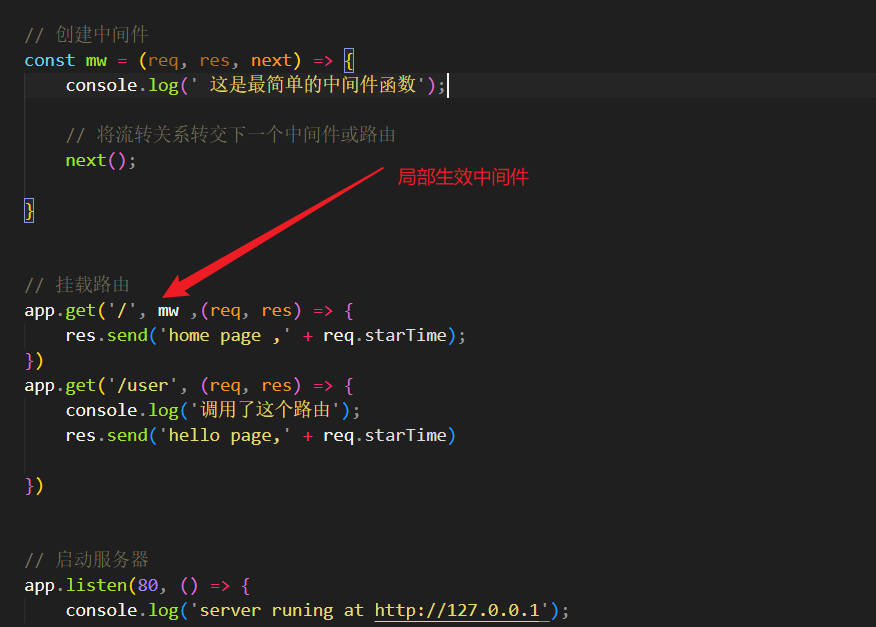 // 创建中间件
const mw = (req, res, next) => {
console.log(' 这是最简单的中间件函数');
// 将流转关系转交下一个中间件或路由
next();
局部生效中间件
}
// 挂载路由
app.get('/', mw ,(req, res) => {
res.send('home page ,' + req.starTime);
})
app.get('/user', (req, res) => {
console.log('调用了这个路由');
res.send('hello page,' + req.starTime)
})
// 启动服务器
app.listen(80, () => {
console.log('server runing at http://127.0.0.1');